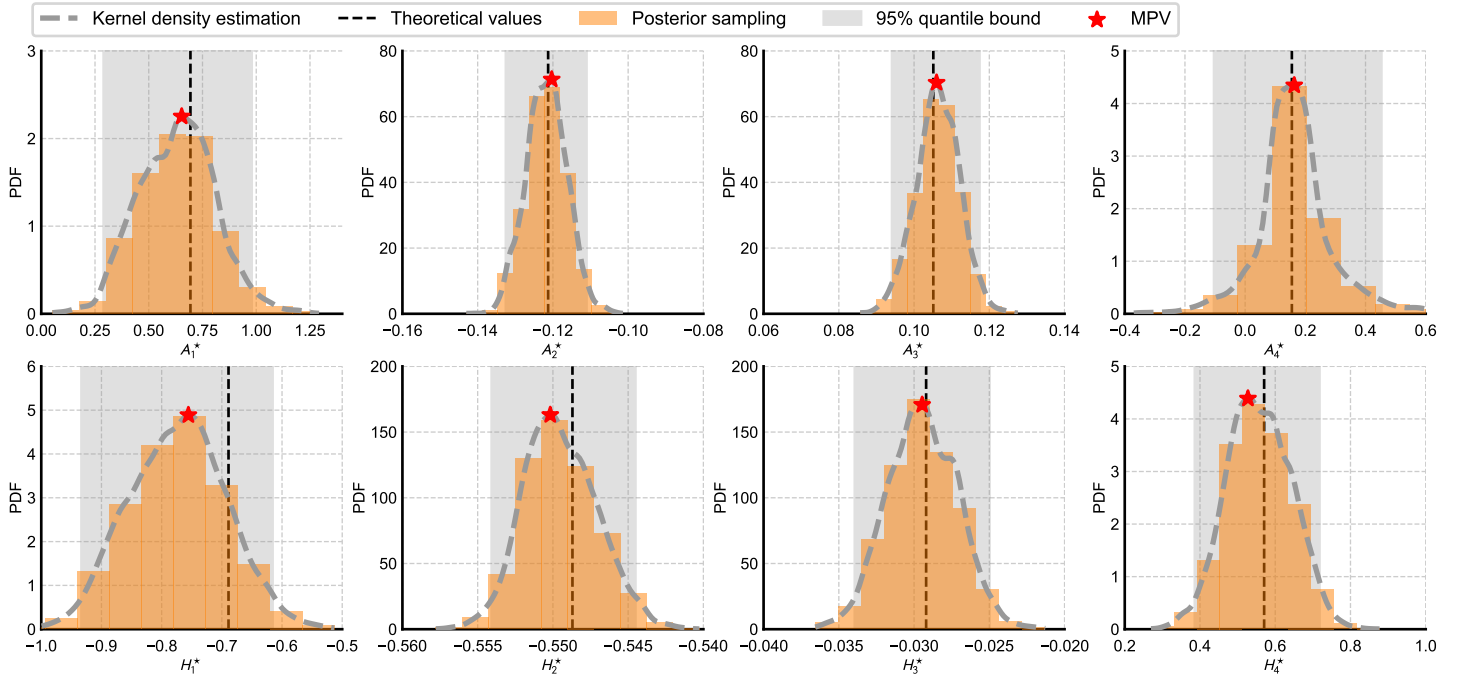 Kernel density estimation Theoretical values Posterior sampling 95% quantile bound MPV
3 80 80 5
4
60 60
2
3
PDF PDF PDF PDF
40 40
2
1
20 20
1
0 0 0 0
0.00 0.25 0.50 0.75 1.00 1.25 −0.16 −0.14 −0.12 −0.10 −0.08 0.06 0.08 0.10 0.12 0.14 −0.4 −0.2 0.0 0.2 0.4 0.6
A₁* A₂* A₃* A₄*
6 200 200 5
5
4
150 150
4
3
PDF PDF PDF PDF
3 100 100
2
2
50 50
1
1
0 0 0 0
−1.0 −0.9 −0.8 −0.7 −0.6 −0.5 −0.560 −0.555 −0.550 −0.545 −0.540 −0.040 −0.035 −0.030 −0.025 −0.020 0.2 0.4 0.6 0.8 1.0
H₁* H₂* H₃* H₄*